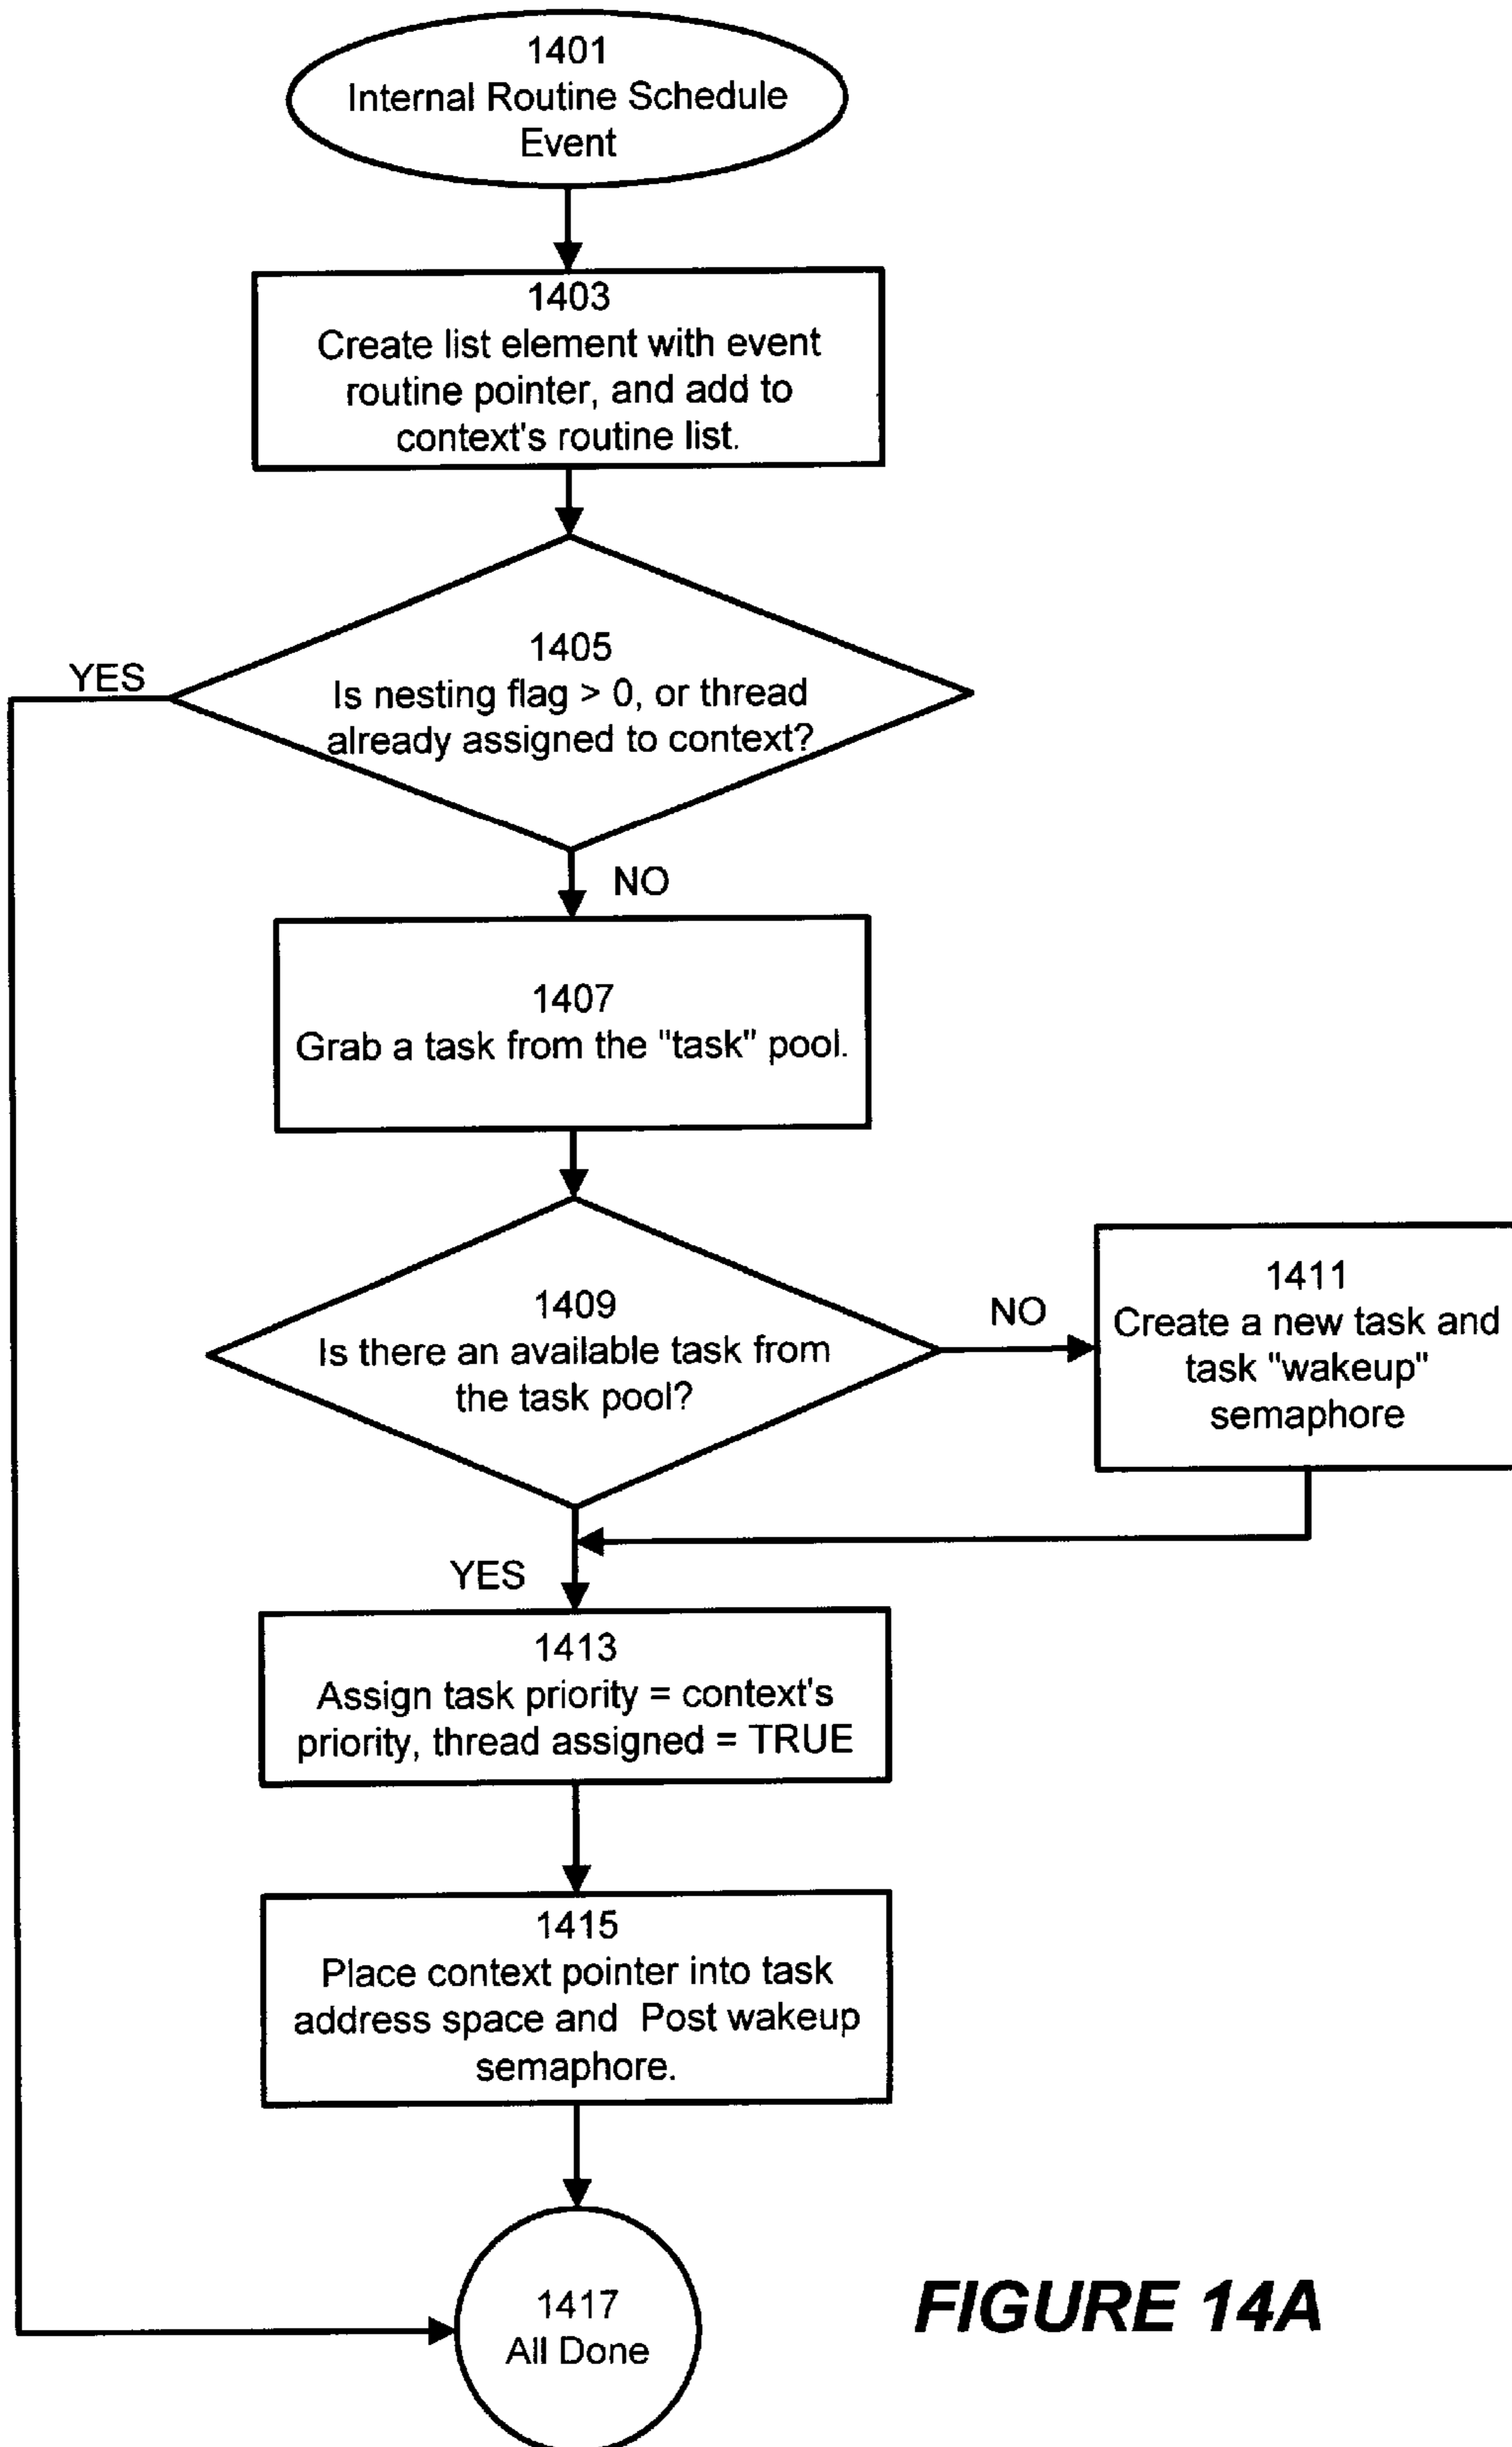 1401
Internal Routine Schedule
Event
1403
Create list element with event
routine pointer, and add to
context's routine list.
YES
1405
Is nesting flag > 0, or thread
already assigned to context?
NO
1407
Grab a task from the "task" pool.
1409
Is there an available task from
the task pool?
NO
1411
Create a new task and
task "wakeup"
semaphore
YES
1413
Assign task priority = context's
priority, thread assigned = TRUE
1415
Place context pointer into task
address space and Post wakeup
semaphore.
1417
All Done
FIGURE 14A